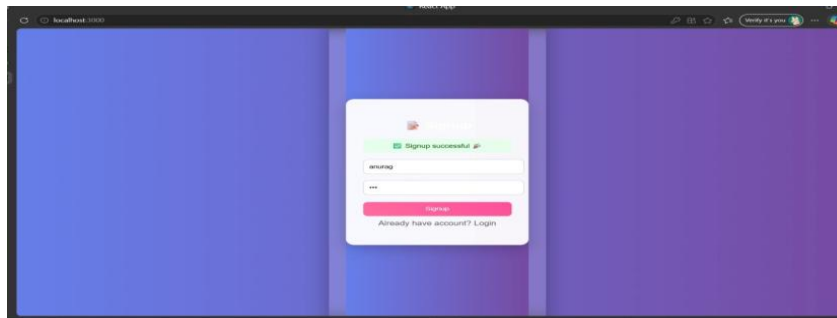 React App
localhost:3000
Verify it's you
Signup successful
anurag
•••
Signup
Already have account? Login